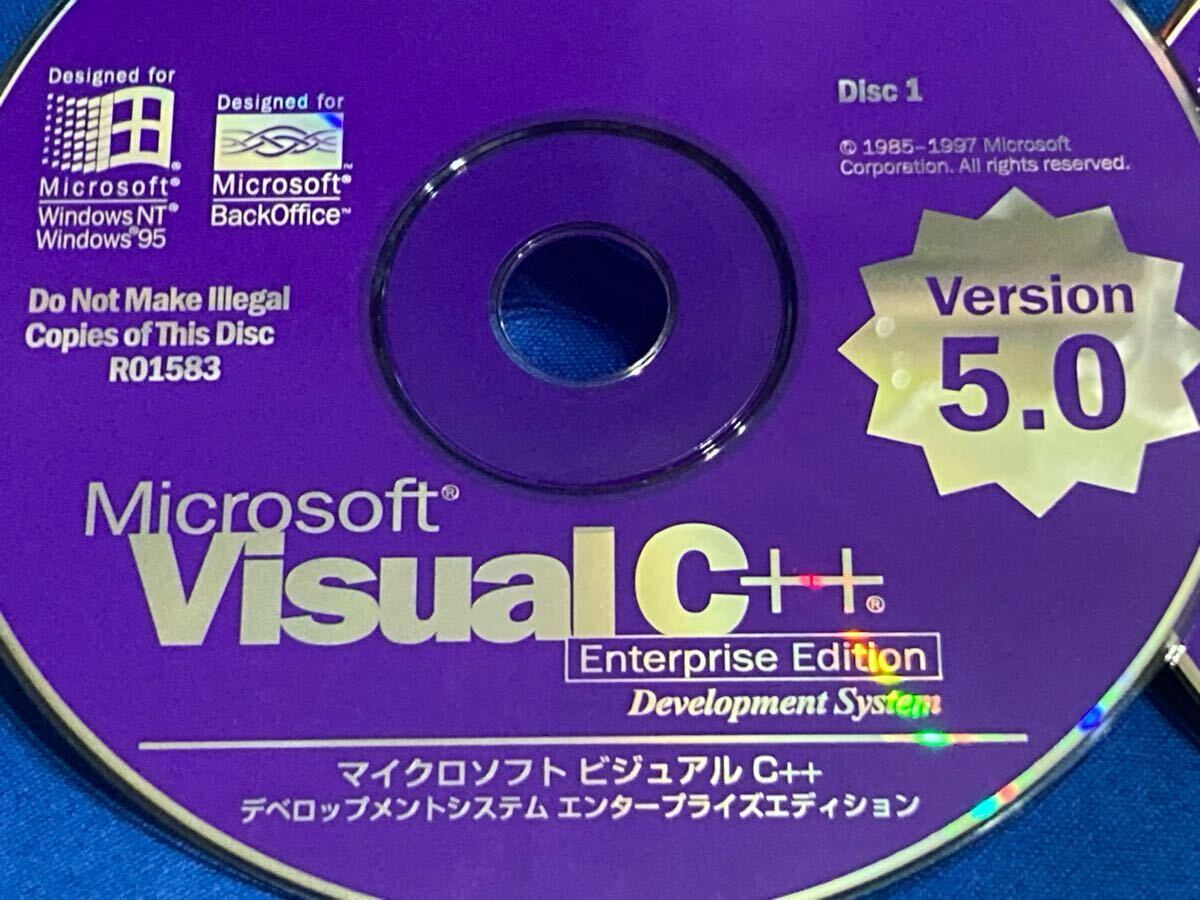 Designed for
Microsoft®
Windows NT®
Windows®95
Designed for
Microsoft®
BackOffice™
Do Not Make Illegal
Copies of This Disc
R01583
Disc 1
© 1985–1997 Microsoft
Corporation. All rights reserved.
Version
5.0
Microsoft®
Visual C++®
Enterprise Edition
Development System
マイクロソフト ビジュアル C++
デベロップメントシステム エンタープライズエディション